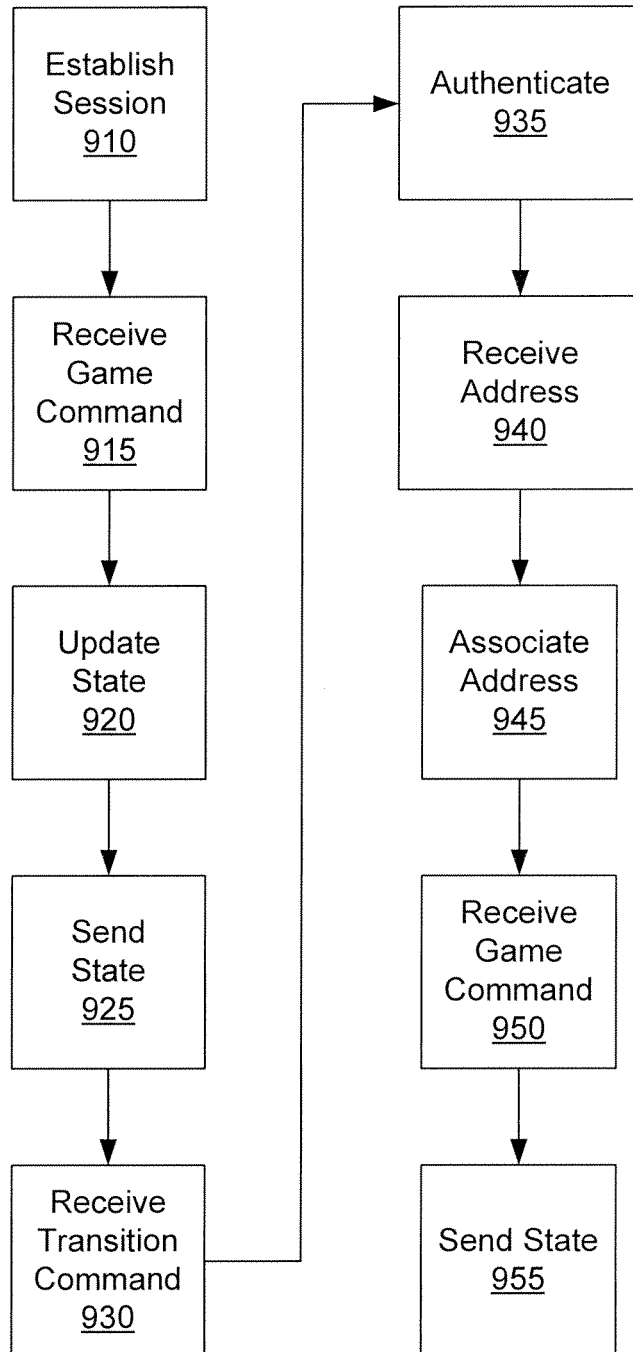 Establish
Session
910
Receive
Game
Command
915
Update
State
920
Send
State
925
Receive
Transition
Command
930
Authenticate
935
Receive
Address
940
Associate
Address
945
Receive
Game
Command
950
Send State
955